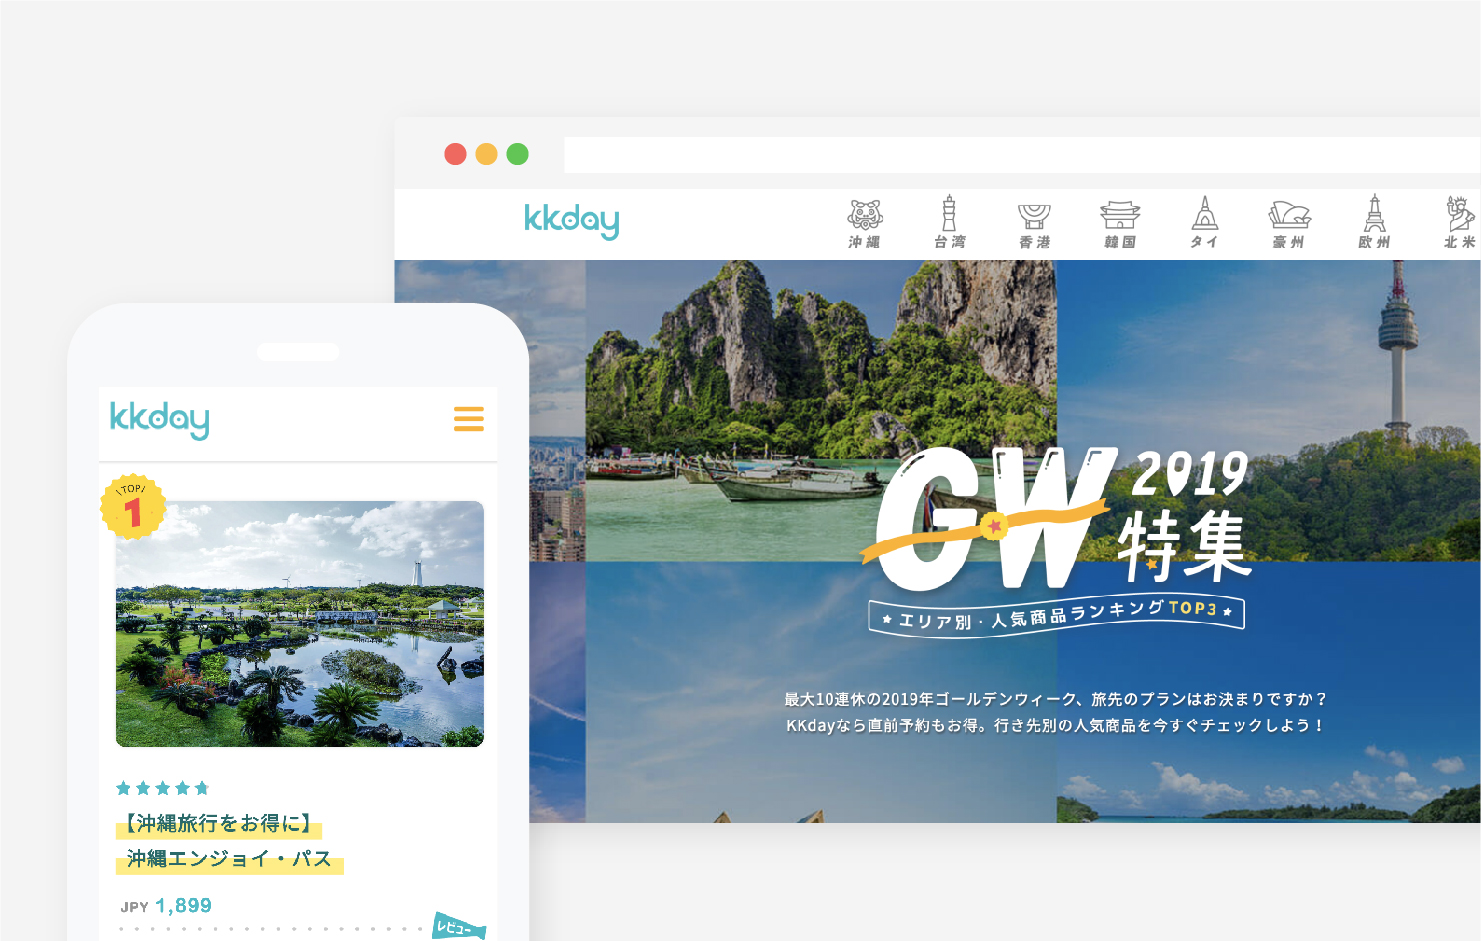 kkday
沖縄
台湾
香港
韓国
タイ
豪州
欧州
北米
GW 2019
特集
エリア別・人気商品ランキングTOP3
最大10連休の2019年ゴールデンウィーク、旅先のプランはお決まりですか？
KKdayなら直前予約もお得。行き先別の人気商品を今すぐチェックしよう！
kkday
\TOP/
1
【沖縄旅行をお得に】
沖縄エンジョイ・パス
JPY 1,899
レビュー